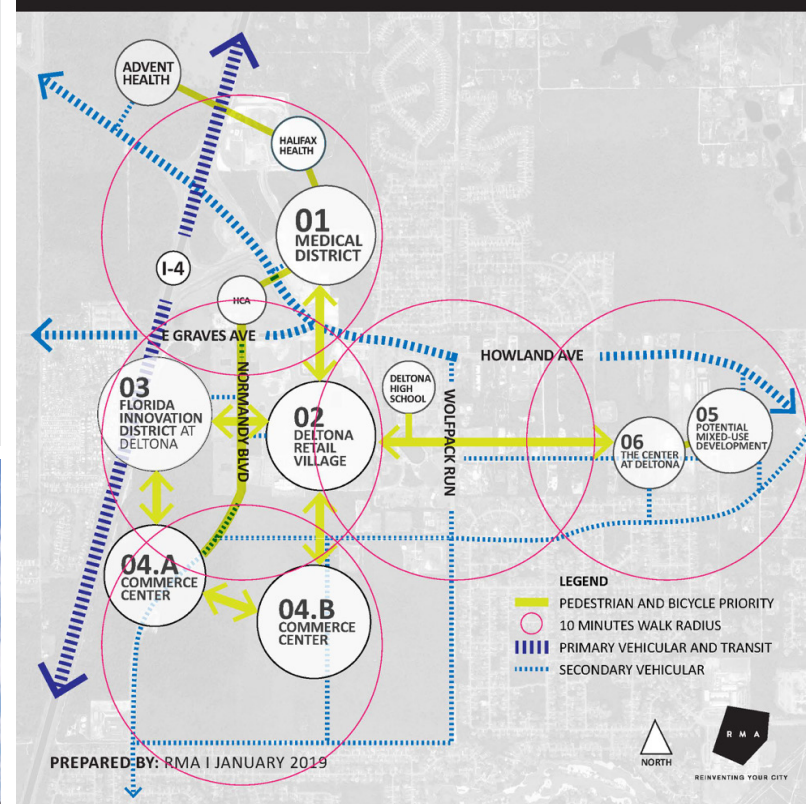 ADVENT
HEALTH
HALIFAX
HEALTH
01
MEDICAL
DISTRICT
I-4
HCA
E GRAVES AVE
HOWLAND AVE
03
FLORIDA
INNOVATION
DISTRICT AT
DELTONA
NORMANDY BLVD
02
DELTONA
RETAIL
VILLAGE
DELTONA
HIGH
SCHOOL
WOLFPACK RUN
06
THE CENTER
AT DELTONA
05
POTENTIAL
MIXED-USE
DEVELOPMENT
04.A
COMMERCE
CENTER
04.B
COMMERCE
CENTER
LEGEND
PEDESTRIAN AND BICYCLE PRIORITY
10 MINUTES WALK RADIUS
PRIMARY VEHICULAR AND TRANSIT
SECONDARY VEHICULAR
PREPARED BY: RMA I JANUARY 2019
NORTH
R M A
REINVENTING YOUR CITY